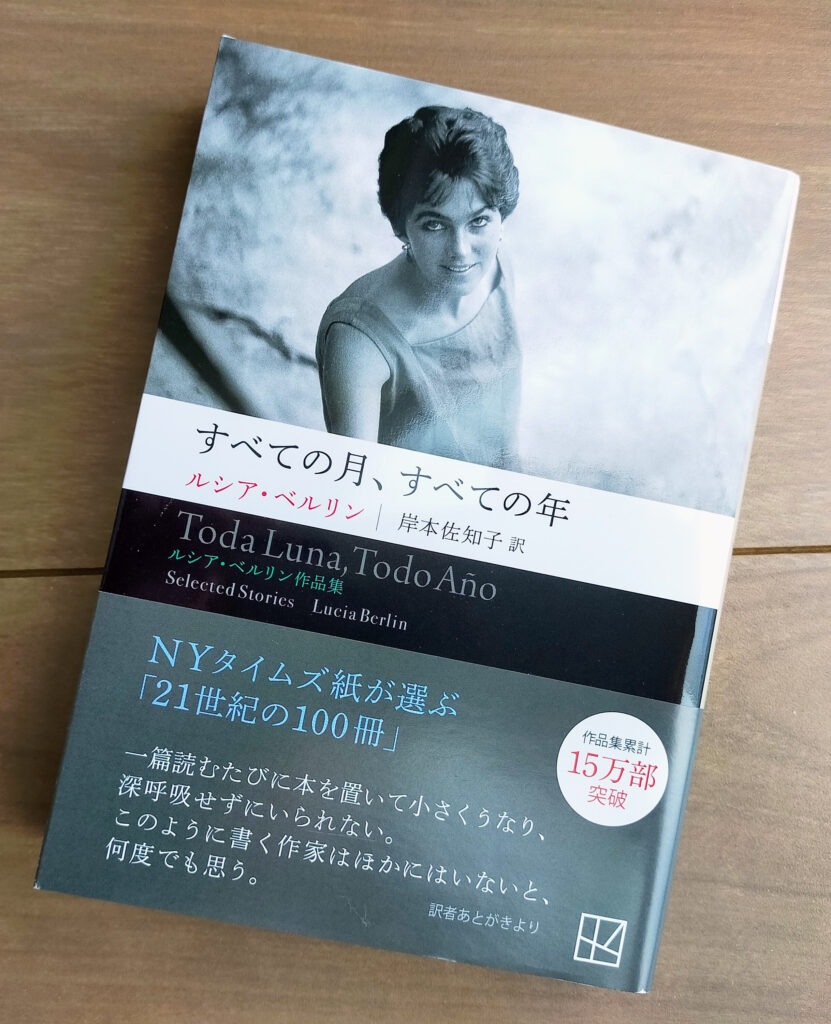 すべての月、すべての年
ルシア・ベルリン｜岸本佐知子 訳
Toda Luna, Todo Año
ルシア・ベルリン作品集
Selected Stories Lucia Berlin
NYタイムズ紙が選ぶ
「21世紀の100冊」
作品集累計
15万部
突破
一篇読むたびに本を置いて小さくうなり、
深呼吸せずにいられない。
このように書く作家はほかにはいないと、
何度でも思う。
訳者あとがきより